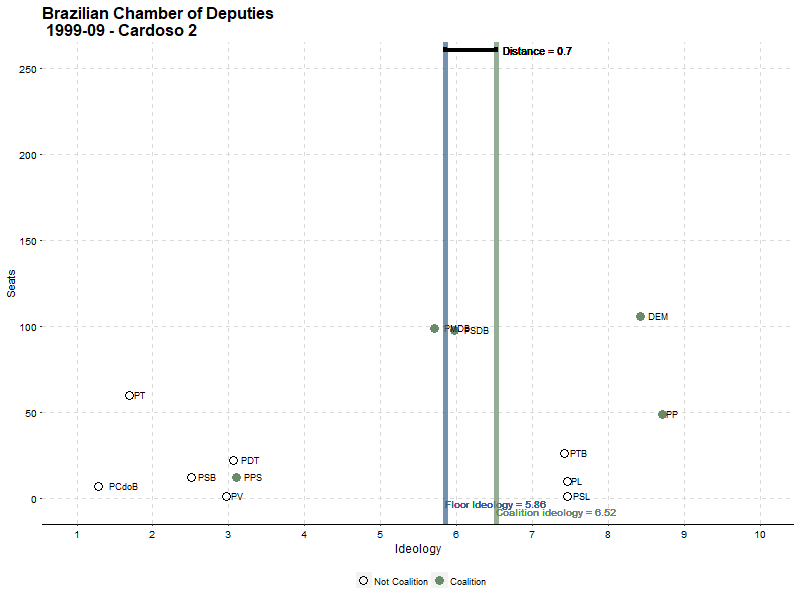 Brazilian Chamber of Deputies
1999-09 - Cardoso 2
Distance = 0.7
250
200
150
100
50
0
Seats
DEM
PMDB
PSDB
PP
PT
PTB
PDT
PSB
PPS
PL
PCdoB
PV
PSL
Floor Ideology = 5.86
Coalition ideology = 6.52
1 2 3 4 5 6 7 8 9 10
Ideology
Not Coalition Coalition